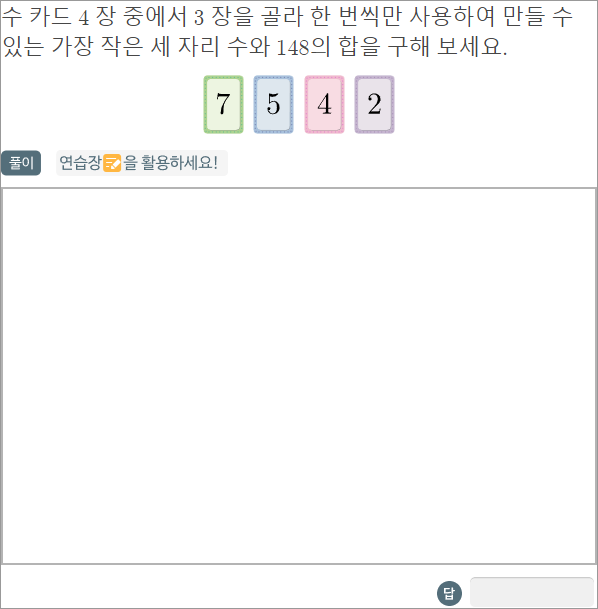 수 카드 4 장 중에서 3 장을 골라 한 번씩만 사용하여 만들 수
있는 가장 작은 세 자리 수와 148의 합을 구해 보세요.
7 5 4 2
풀이 연습장을 활용하세요!
답